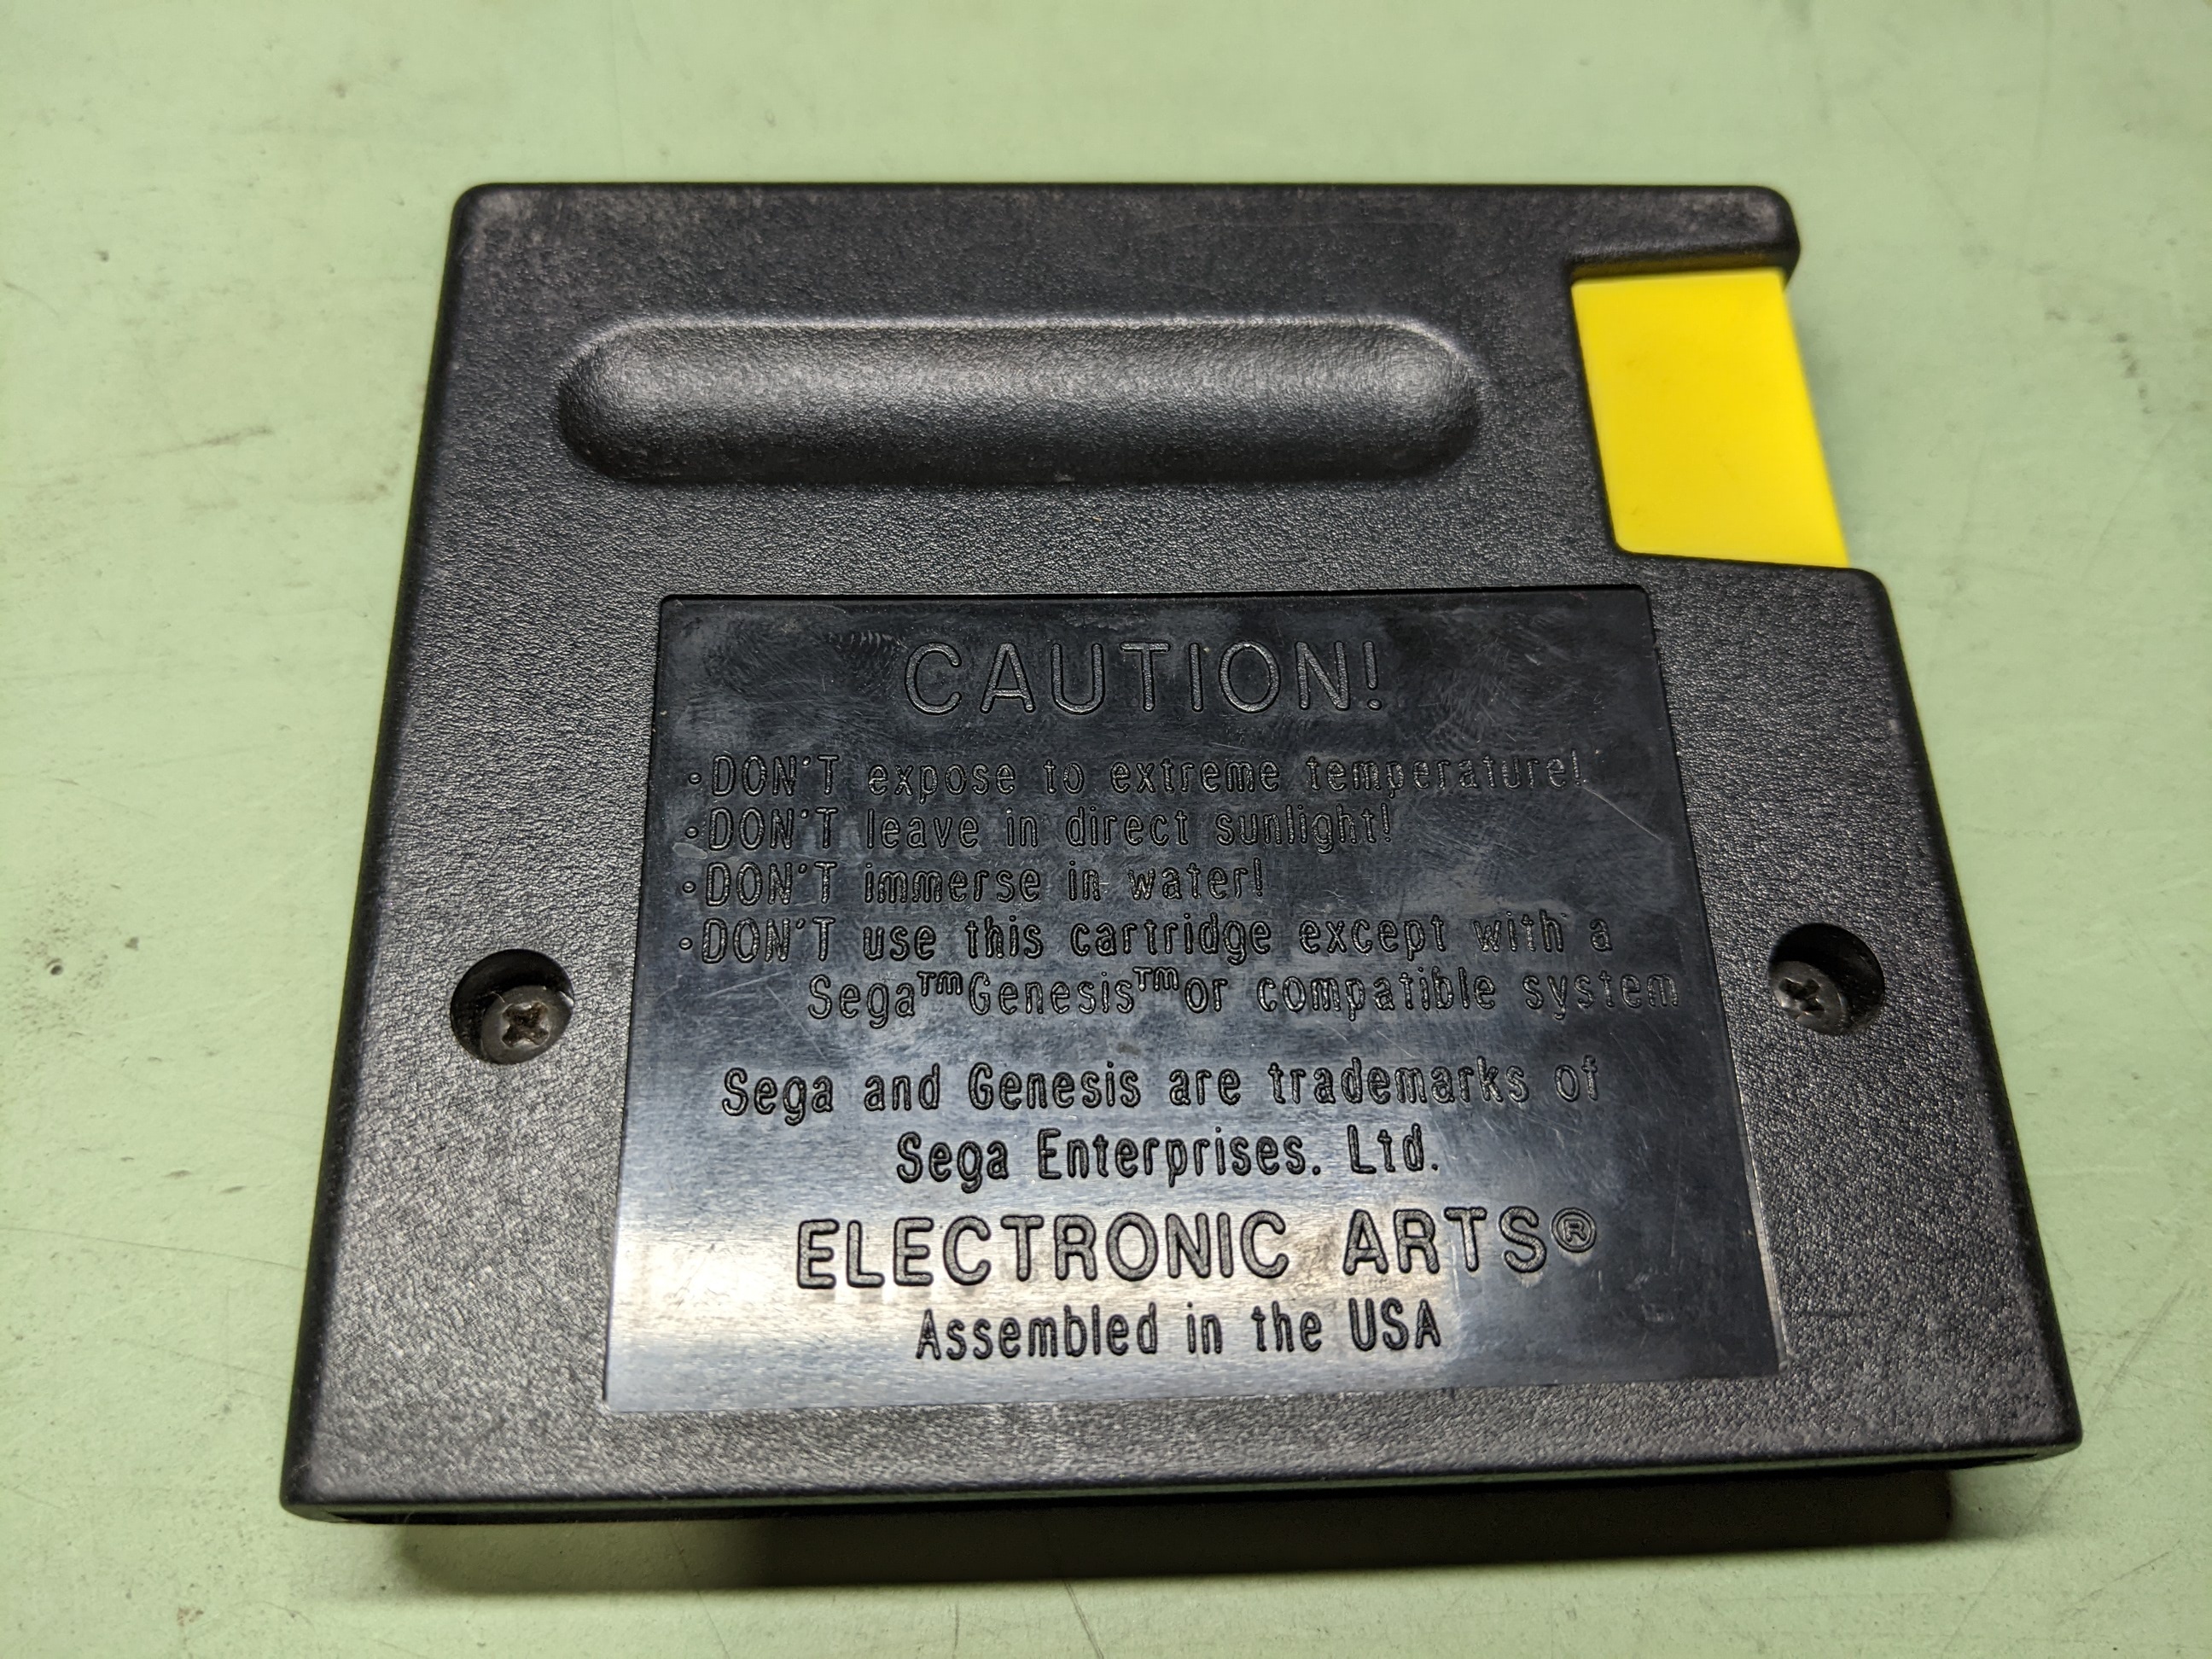 CAUTION!
•DON'T expose to extreme temperature!
•DON'T leave in direct sunlight!
•DON'T immerse in water!
•DON'T use this cartridge except with a
Sega™Genesis™or compatible system
Sega and Genesis are trademarks of
Sega Enterprises. Ltd.
ELECTRONIC ARTS®
Assembled in the USA